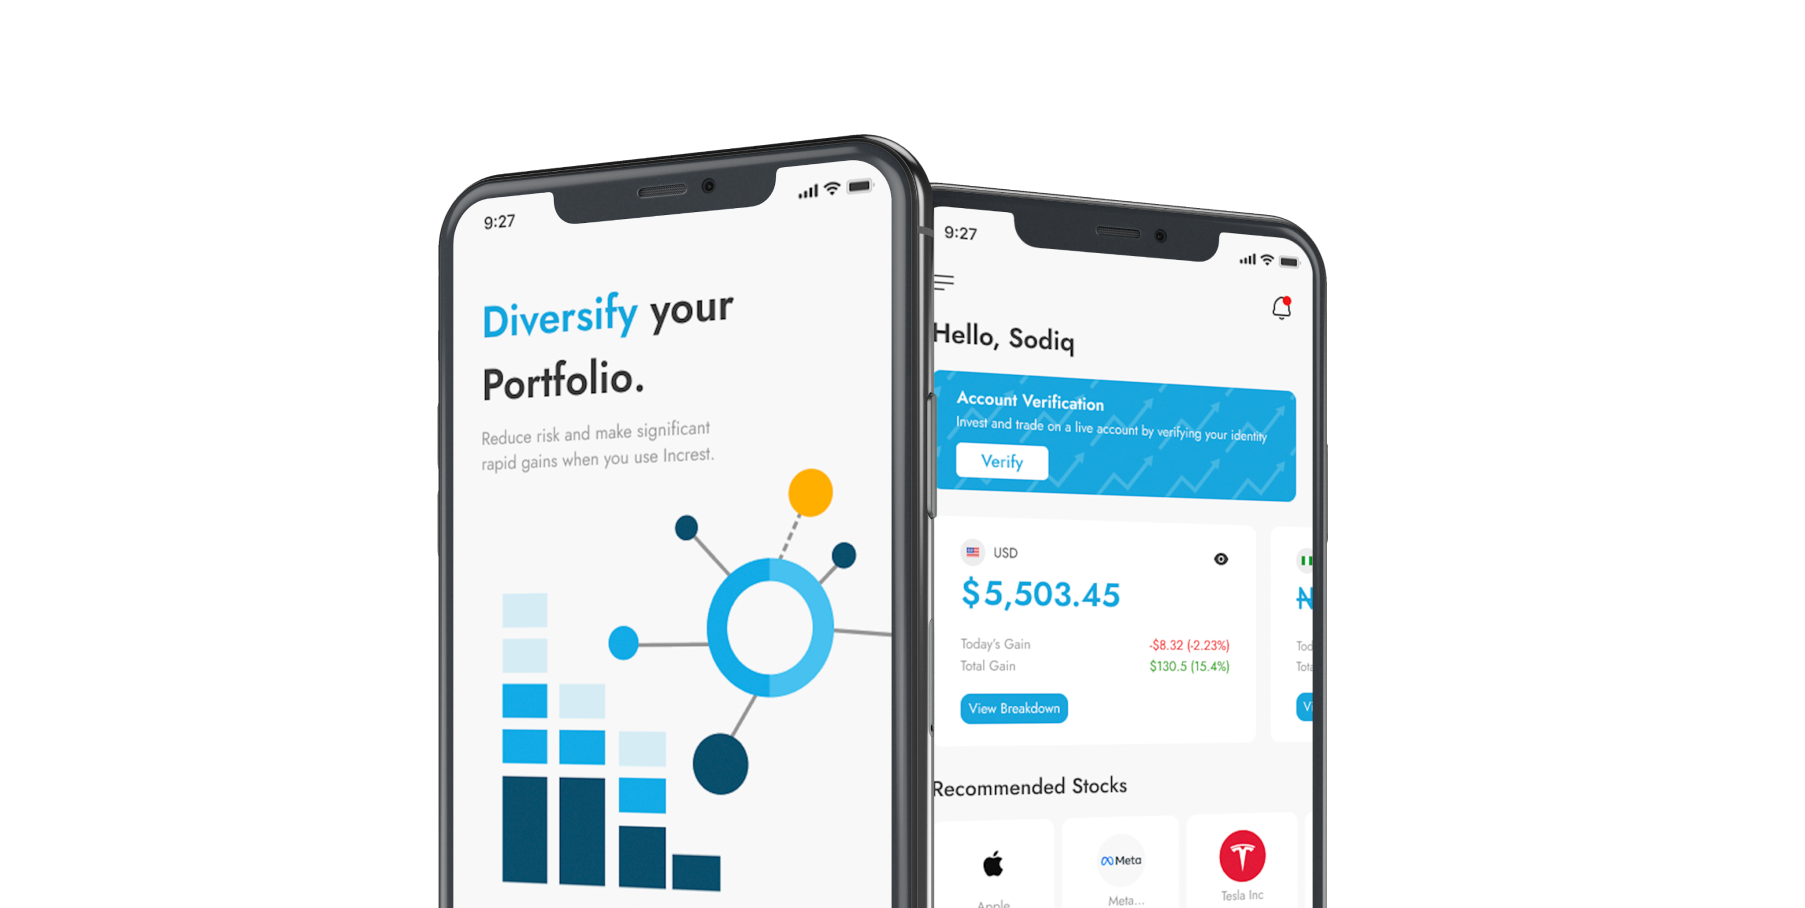 9:27
Diversify your
Portfolio.
Reduce risk and make significant
rapid gains when you use Increst.
9:27
Hello, Sodiq
Account Verification
Invest and trade on a live account by verifying your identity
Verify
USD
$5,503.45
Today's Gain -$8.32 (-2.23%)
Total Gain $130.5 (15.4%)
View Breakdown
₦
Tod
Tota
Vi
Recommended Stocks
Meta
Apple
Meta...
Tesla Inc